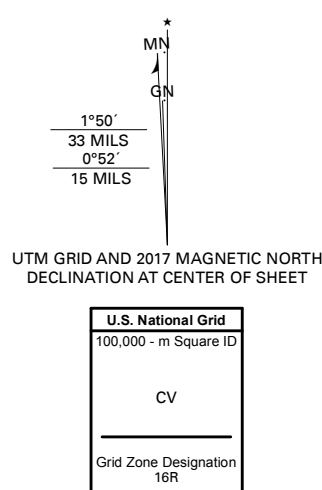 MN
GN
1°50´
33 MILS
0°52´
15 MILS
UTM GRID AND 2017 MAGNETIC NORTH
DECLINATION AT CENTER OF SHEET
U.S. National Grid
100,000 - m Square ID
CV
Grid Zone Designation
16R